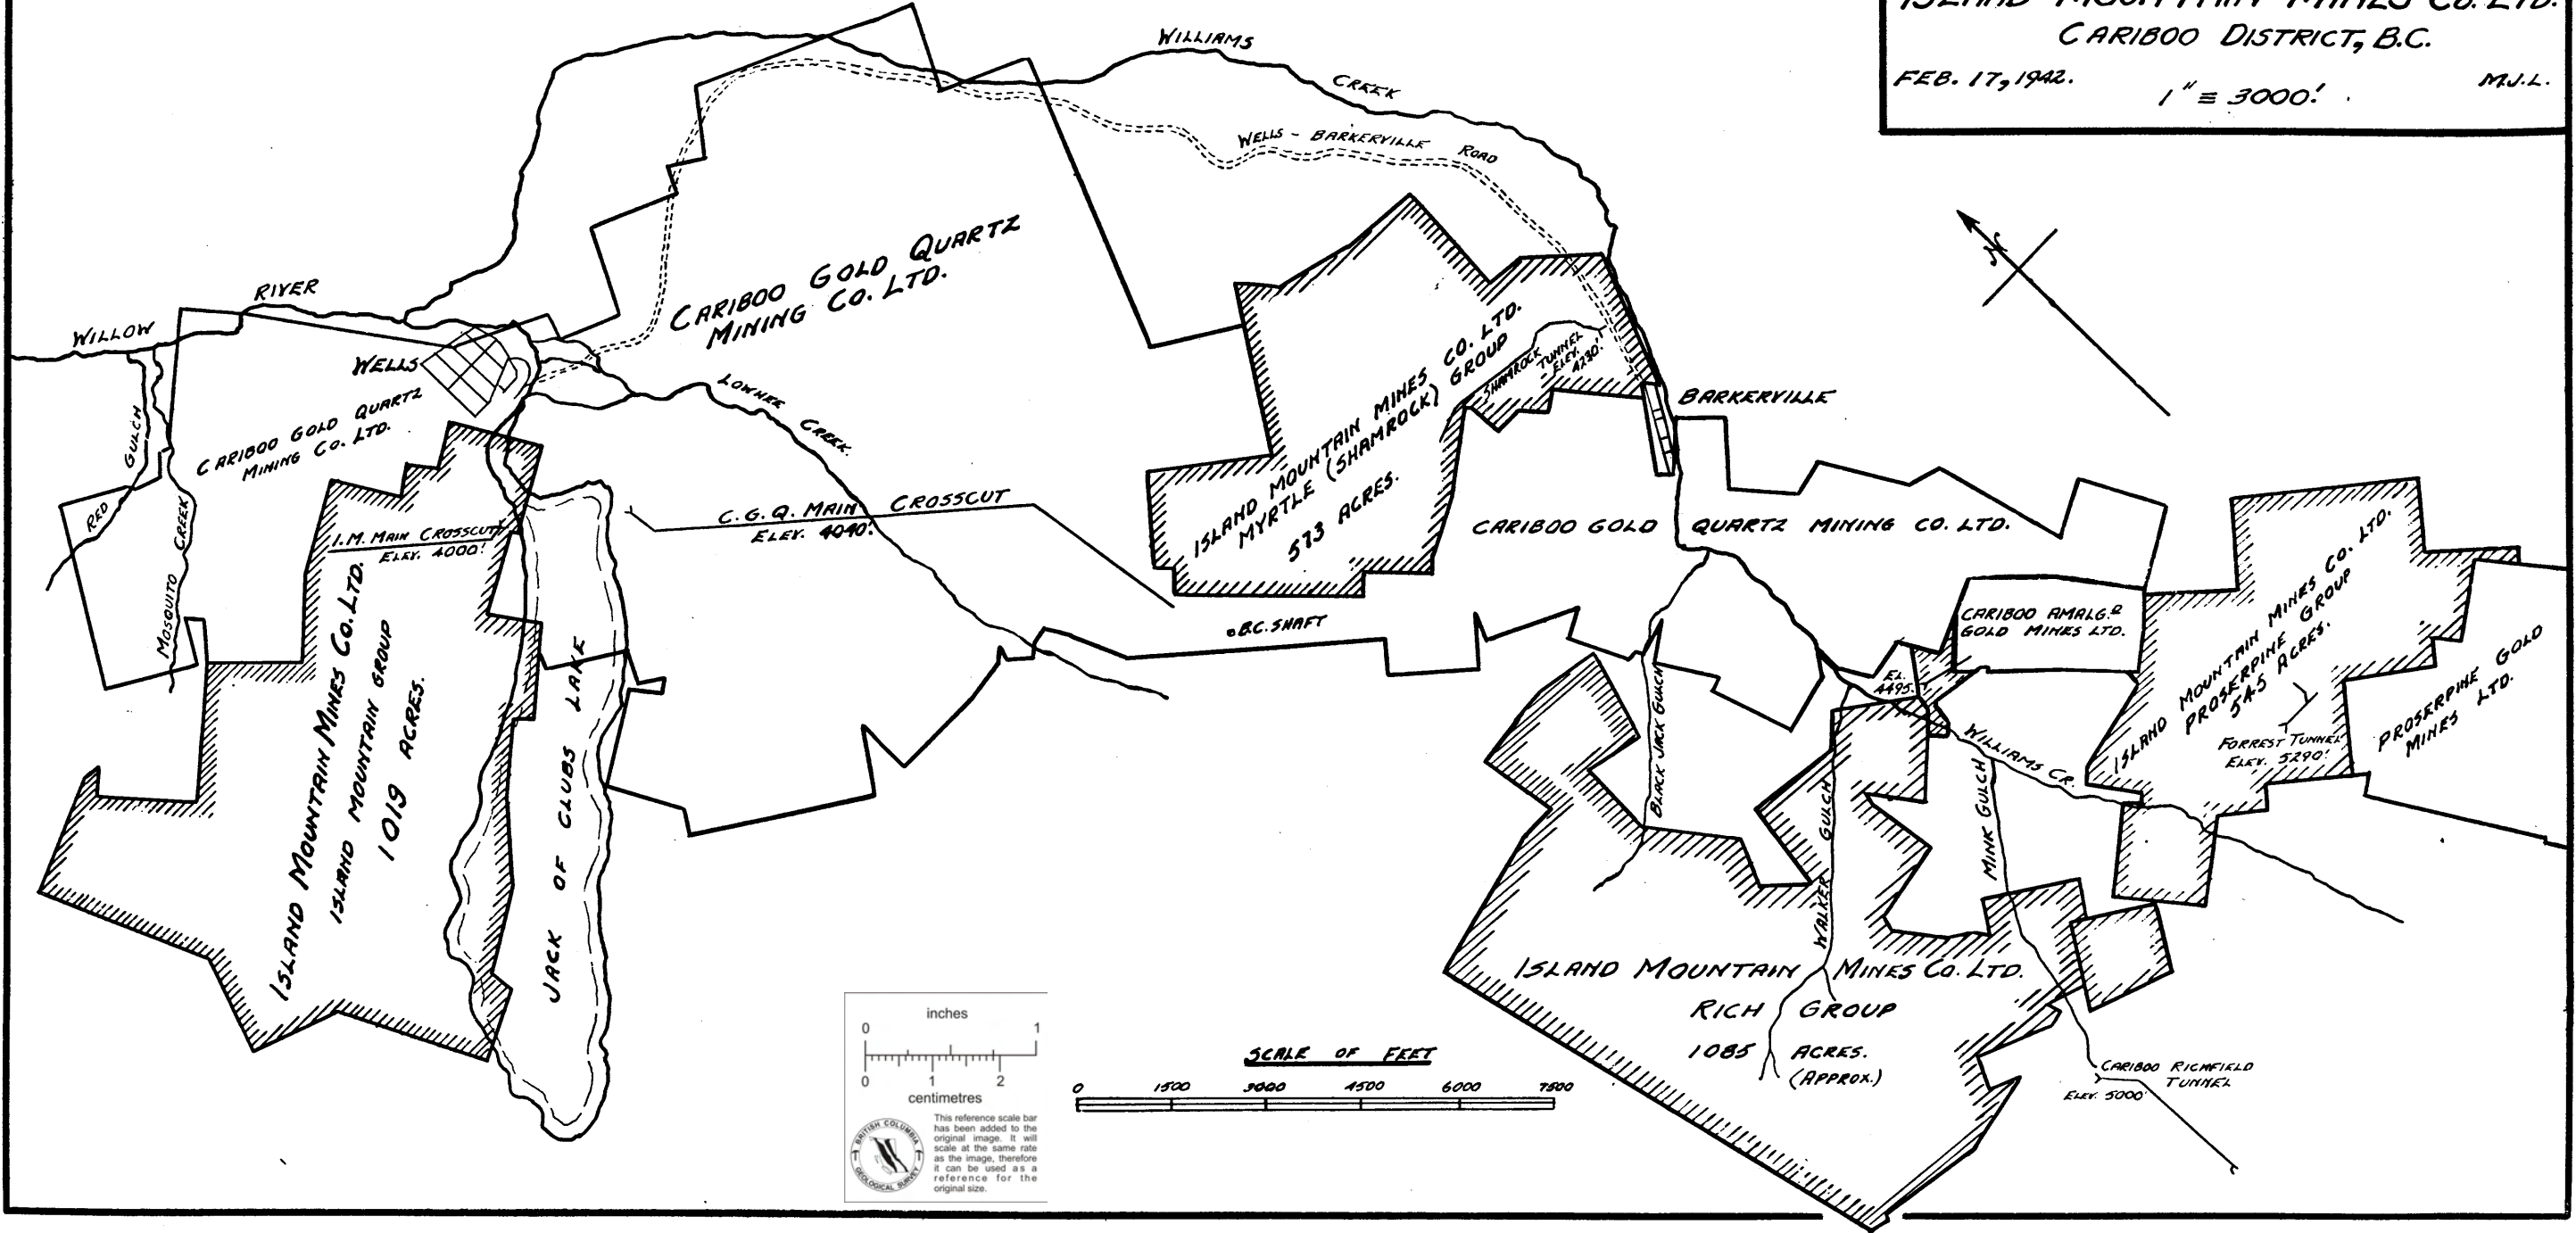 ISLAND MOUNTAIN MINES CO. LTD.
CARIBOO DISTRICT, B.C.
FEB. 17, 1942.
M.J.L.
1" ≡ 3000'.
WILLIAMS
CREEK
WELLS - BARKERVILLE ROAD
N
CARIBOO GOLD QUARTZ
MINING CO. LTD.
RIVER
WILLOW
WELLS
CARIBOO GOLD QUARTZ
MINING CO. LTD.
GULCH
RED
MOSQUITO CREEK
LOWHEE CREEK.
I.M. MAIN CROSSCUT
ELEV. 4000'.
C.G.Q. MAIN CROSSCUT
ELEV. 4040'.
ISLAND MOUNTAIN MINES CO. LTD.
ISLAND MOUNTAIN GROUP
1019 ACRES.
JACK OF CLUBS LAKE
ISLAND MOUNTAIN MINES CO. LTD.
MYRTLE (SHAMROCK) GROUP
573 ACRES.
SHAMROCK TUNNEL
ELEV.
4230'.
BARKERVILLE
CARIBOO GOLD QUARTZ MINING CO. LTD.
B.C. SHAFT
CARIBOO AMALG.D
GOLD MINES LTD.
ISLAND MOUNTAIN MINES CO. LTD.
PROSERPINE GROUP
545 ACRES.
FORREST TUNNEL
ELEV. 5290'.
PROSERPINE GOLD
MINES LTD.
EL.
4495.
WILLIAMS CR.
BLACK JACK GULCH
WALKER GULCH
MINK GULCH
ISLAND MOUNTAIN MINES CO. LTD.
RICH GROUP
1085 ACRES.
(APPROX.)
CARIBOO RICHFIELD
TUNNEL
ELEV. 5000'
SCALE OF FEET
0 1500 3000 4500 6000 7500
inches
0 1
0 1 2
centimetres
This reference scale bar
has been added to the
original image. It will
scale at the same rate
as the image, therefore
it can be used as a
reference for the
original size.
BRITISH COLUMBIA
GEOLOGICAL SURVEY